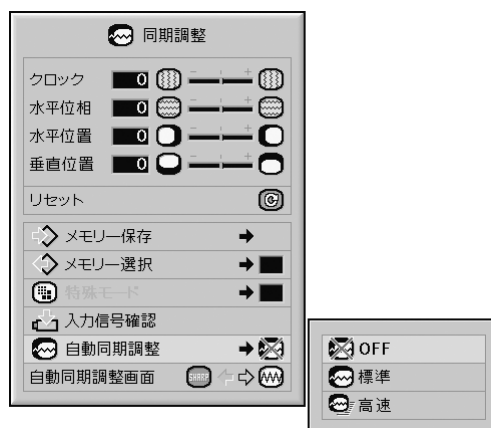 同期調整
クロック 0 - +
水平位相 0 - +
水平位置 0 - +
垂直位置 0 - +
リセット
メモリー保存
メモリー選択
特殊モード
入力信号確認
自動同期調整
自動同期調整画面 SHARP
OFF
標準
高速